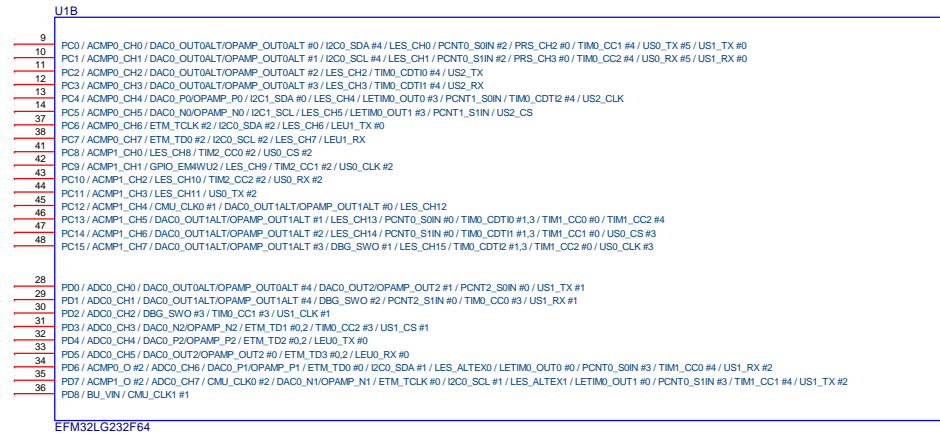 U1B
9 PC0 / ACMP0_CH0 / DAC0_OUT0ALT/OPAMP_OUT0ALT #0 / I2C0_SDA #4 / LES_CH0 / PCNT0_S0IN #2 / PRS_CH2 #0 / TIM0_CC1 #4 / US0_TX #5 / US1_TX #0
10 PC1 / ACMP0_CH1 / DAC0_OUT0ALT/OPAMP_OUT0ALT #1 / I2C0_SCL #4 / LES_CH1 / PCNT0_S1IN #2 / PRS_CH3 #0 / TIM0_CC2 #4 / US0_RX #5 / US1_RX #0
11 PC2 / ACMP0_CH2 / DAC0_OUT0ALT/OPAMP_OUT0ALT #2 / LES_CH2 / TIM0_CDTI0 #4 / US2_TX
12 PC3 / ACMP0_CH3 / DAC0_OUT0ALT/OPAMP_OUT0ALT #3 / LES_CH3 / TIM0_CDTI1 #4 / US2_RX
13 PC4 / ACMP0_CH4 / DAC0_P0/OPAMP_P0 / I2C1_SDA #0 / LES_CH4 / LETIM0_OUT0 #3 / PCNT1_S0IN / TIM0_CDTI2 #4 / US2_CLK
14 PC5 / ACMP0_CH5 / DAC0_N0/OPAMP_N0 / I2C1_SCL / LES_CH5 / LETIM0_OUT1 #3 / PCNT1_S1IN / US2_CS
37 PC6 / ACMP0_CH6 / ETM_TCLK #2 / I2C0_SDA #2 / LES_CH6 / LEU1_TX #0
38 PC7 / ACMP0_CH7 / ETM_TD0 #2 / I2C0_SCL #2 / LES_CH7 / LEU1_RX
41 PC8 / ACMP1_CH0 / LES_CH8 / TIM2_CC0 #2 / US0_CS #2
42 PC9 / ACMP1_CH1 / GPIO_EM4WU2 / LES_CH9 / TIM2_CC1 #2 / US0_CLK #2
43 PC10 / ACMP1_CH2 / LES_CH10 / TIM2_CC2 #2 / US0_RX #2
44 PC11 / ACMP1_CH3 / LES_CH11 / US0_TX #2
45 PC12 / ACMP1_CH4 / CMU_CLK0 #1 / DAC0_OUT1ALT/OPAMP_OUT1ALT #0 / LES_CH12
46 PC13 / ACMP1_CH5 / DAC0_OUT1ALT/OPAMP_OUT1ALT #1 / LES_CH13 / PCNT0_S0IN #0 / TIM0_CDTI0 #1,3 / TIM1_CC0 #0 / TIM1_CC2 #4
47 PC14 / ACMP1_CH6 / DAC0_OUT1ALT/OPAMP_OUT1ALT #2 / LES_CH14 / PCNT0_S1IN #0 / TIM0_CDTI1 #1,3 / TIM1_CC1 #0 / US0_CS #3
48 PC15 / ACMP1_CH7 / DAC0_OUT1ALT/OPAMP_OUT1ALT #3 / DBG_SWO #1 / LES_CH15 / TIM0_CDTI2 #1,3 / TIM1_CC2 #0 / US0_CLK #3
28 PD0 / ADC0_CH0 / DAC0_OUT0ALT/OPAMP_OUT0ALT #4 / DAC0_OUT2/OPAMP_OUT2 #1 / PCNT2_S0IN #0 / US1_TX #1
29 PD1 / ADC0_CH1 / DAC0_OUT1ALT/OPAMP_OUT1ALT #4 / DBG_SWO #2 / PCNT2_S1IN #0 / TIM0_CC0 #3 / US1_RX #1
30 PD2 / ADC0_CH2 / DBG_SWO #3 / TIM0_CC1 #3 / US1_CLK #1
31 PD3 / ADC0_CH3 / DAC0_N2/OPAMP_N2 / ETM_TD1 #0,2 / TIM0_CC2 #3 / US1_CS #1
32 PD4 / ADC0_CH4 / DAC0_P2/OPAMP_P2 / ETM_TD2 #0,2 / LEU0_TX #0
33 PD5 / ADC0_CH5 / DAC0_OUT2/OPAMP_OUT2 #0 / ETM_TD3 #0,2 / LEU0_RX #0
34 PD6 / ACMP0_O #2 / ADC0_CH6 / DAC0_P1/OPAMP_P1 / ETM_TD0 #0 / I2C0_SDA #1 / LES_ALTEX0 / LETIM0_OUT0 #0 / PCNT0_S0IN #3 / TIM1_CC0 #4 / US1_RX #2
35 PD7 / ACMP1_O #2 / ADC0_CH7 / CMU_CLK0 #2 / DAC0_N1/OPAMP_N1 / ETM_TCLK #0 / I2C0_SCL #1 / LES_ALTEX1 / LETIM0_OUT1 #0 / PCNT0_S1IN #3 / TIM1_CC1 #4 / US1_TX #2
36 PD8 / BU_VIN / CMU_CLK1 #1
EFM32LG232F64